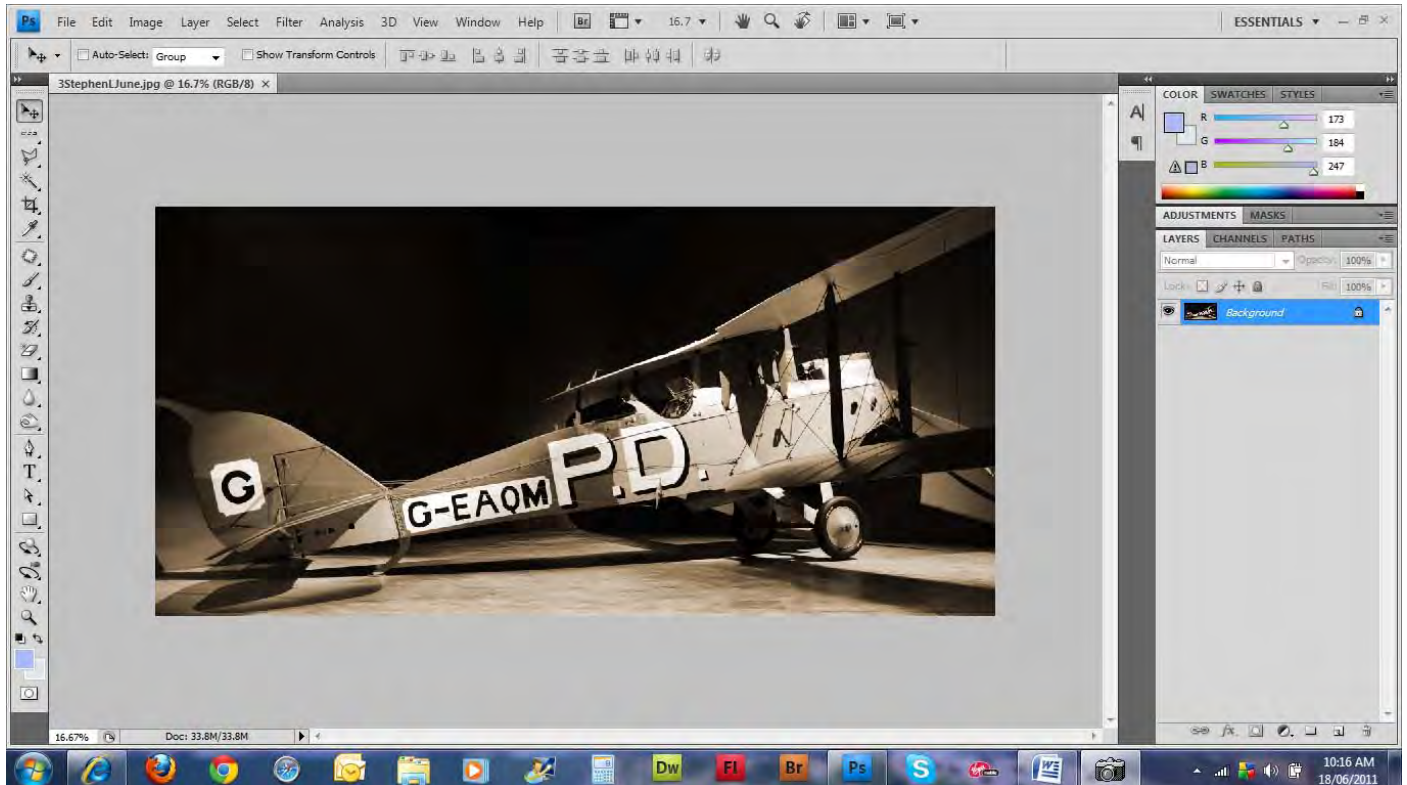 Ps File Edit Image Layer Select Filter Analysis 3D View Window Help Br 16.7 ESSENTIALS
Auto-Select: Group Show Transform Controls
3StephenLJune.jpg @ 16.7% (RGB/8) ×
A
COLOR SWATCHES STYLES
R 173
G 184
B 247
ADJUSTMENTS MASKS
LAYERS CHANNELS PATHS
Normal Opacity: 100%
Lock: Fill: 100%
Background
T
G
G-EAQM
P.D.
16.67% Doc: 33.8M/33.8M
fx
Dw Fl Br Ps S W
10:16 AM
18/06/2011